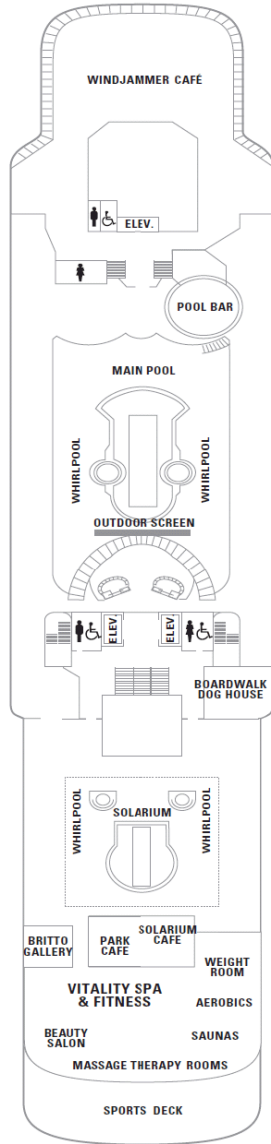 WINDJAMMER CAFÉ
ELEV.
POOL BAR
MAIN POOL
WHIRLPOOL
WHIRLPOOL
OUTDOOR SCREEN
ELEV.
ELEV.
BOARDWALK
DOG HOUSE
WHIRLPOOL
WHIRLPOOL
SOLARIUM
BRITTO
GALLERY
PARK
CAFE
SOLARIUM
CAFE
WEIGHT
ROOM
VITALITY SPA
& FITNESS
AEROBICS
BEAUTY
SALON
SAUNAS
MASSAGE THERAPY ROOMS
SPORTS DECK